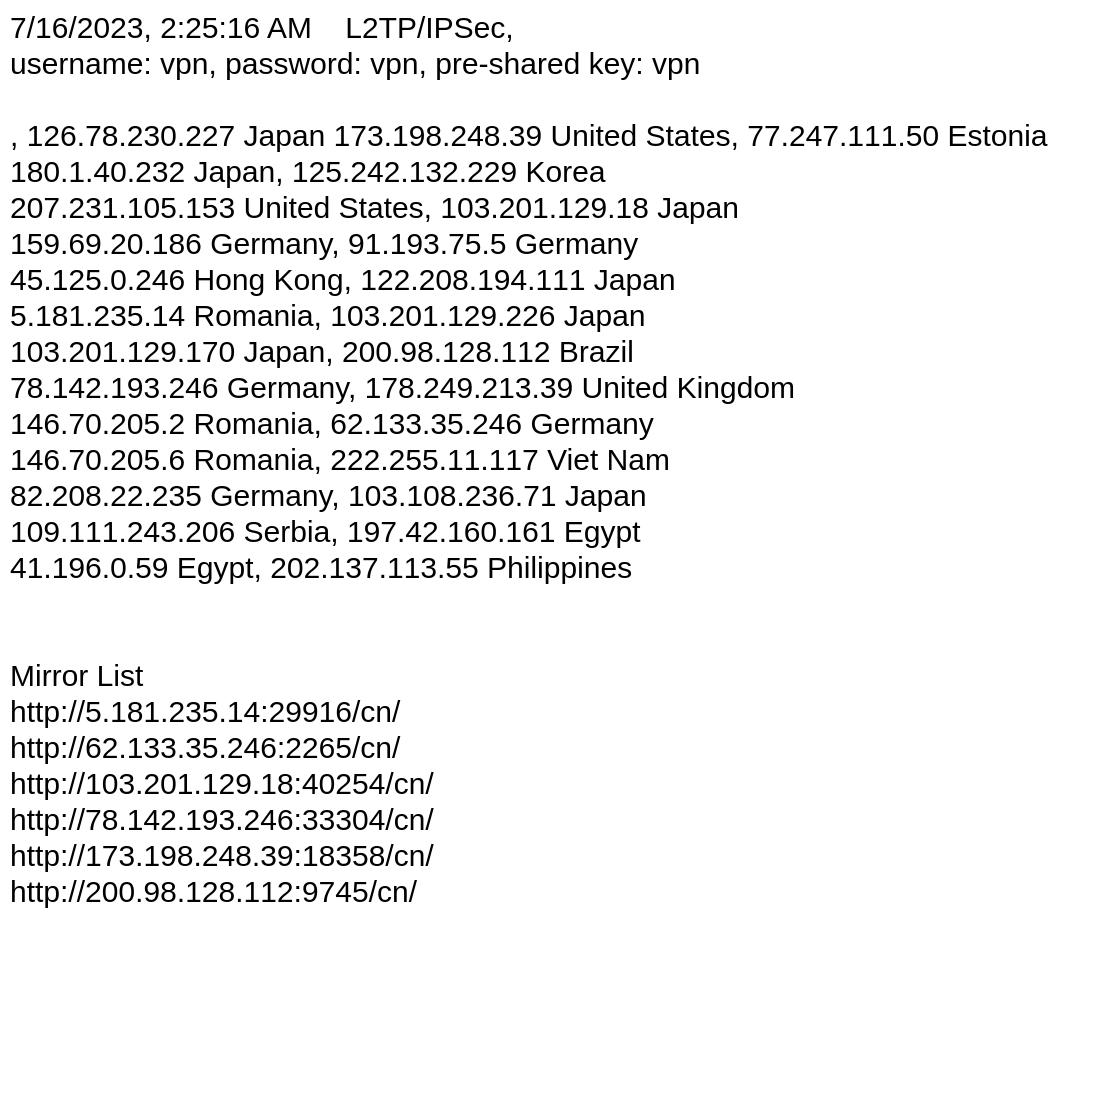 7/16/2023, 2:25:16 AM    L2TP/IPSec,
username: vpn, password: vpn, pre-shared key: vpn
, 126.78.230.227 Japan 173.198.248.39 United States, 77.247.111.50 Estonia
180.1.40.232 Japan, 125.242.132.229 Korea
207.231.105.153 United States, 103.201.129.18 Japan
159.69.20.186 Germany, 91.193.75.5 Germany
45.125.0.246 Hong Kong, 122.208.194.111 Japan
5.181.235.14 Romania, 103.201.129.226 Japan
103.201.129.170 Japan, 200.98.128.112 Brazil
78.142.193.246 Germany, 178.249.213.39 United Kingdom
146.70.205.2 Romania, 62.133.35.246 Germany
146.70.205.6 Romania, 222.255.11.117 Viet Nam
82.208.22.235 Germany, 103.108.236.71 Japan
109.111.243.206 Serbia, 197.42.160.161 Egypt
41.196.0.59 Egypt, 202.137.113.55 Philippines
Mirror List
http://5.181.235.14:29916/cn/
http://62.133.35.246:2265/cn/
http://103.201.129.18:40254/cn/
http://78.142.193.246:33304/cn/
http://173.198.248.39:18358/cn/
http://200.98.128.112:9745/cn/